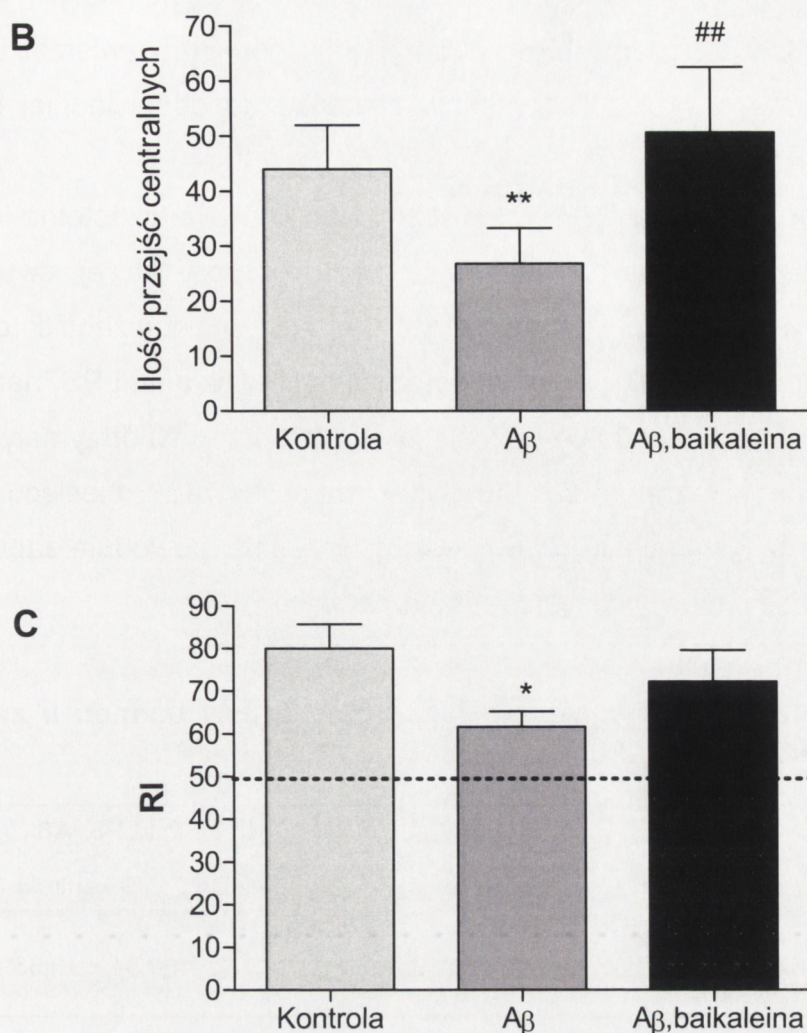 B
Ilość przejść centralnych
70
60
50
40
30
20
10
0
**
##
Kontrola
Aβ
Aβ,baikaleina
C
RI
90
80
70
60
50
40
30
20
10
0
*
Kontrola
Aβ
Aβ,baikaleina